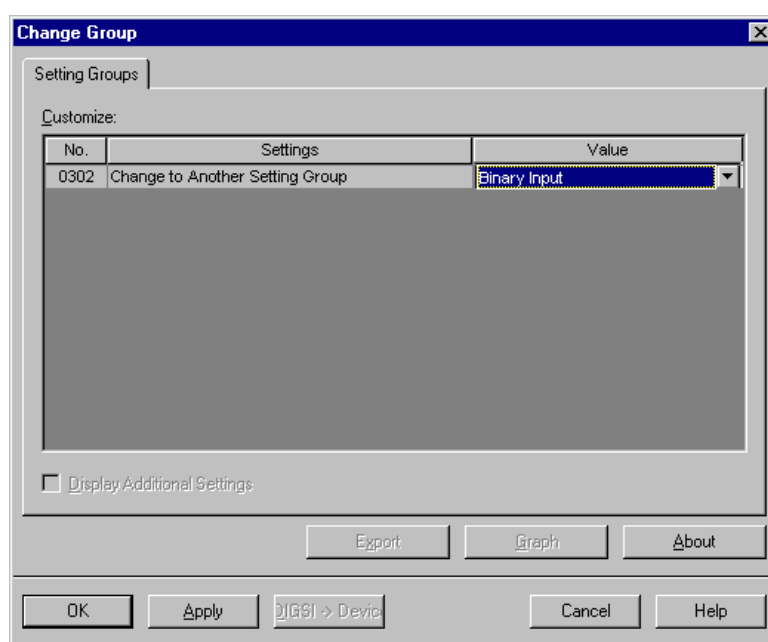 Change Group
Setting Groups
Customize:
No. Settings Value
0302 Change to Another Setting Group Binary Input
Display Additional Settings
Export Graph About
OK Apply DIGSI -> Device Cancel Help